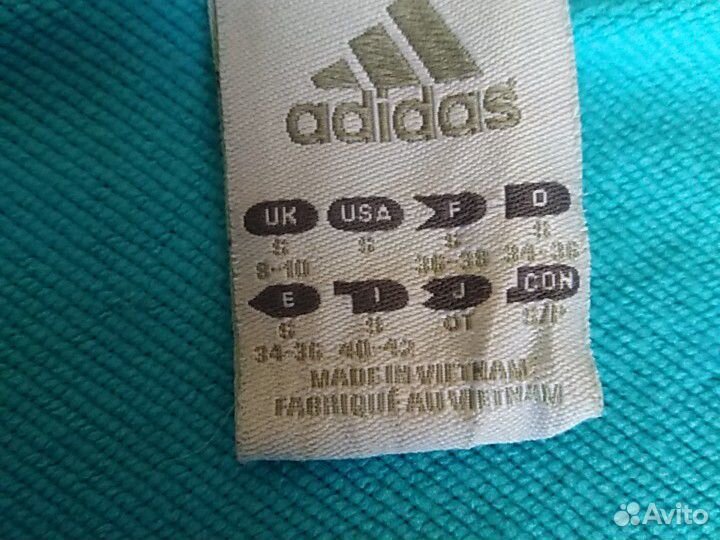 adidas
UK USA F D
S S S S
8-10 36-38 34-36
E I J CDN
S S OT S/P
34-36 40-42
MADE IN VIETNAM
FABRIQUÉ AU VIETNAM
Avito